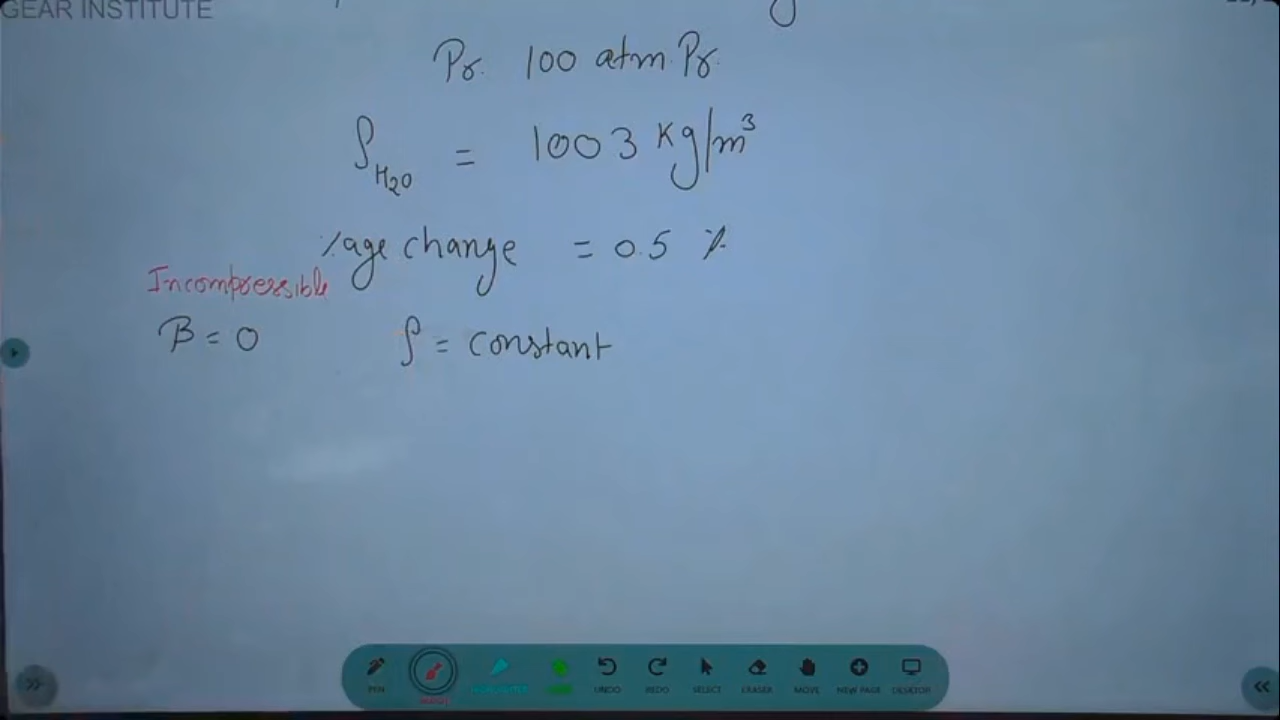 GEAR INSTITUTE
Pr. 100 atm. Pr.
ρH₂O = 1003 Kg/m³
%age change = 0.5 %
Incompressible
β = 0 ρ = constant
PEN
UNDO REDO SELECT ERASER MOVE NEW PAGE DESKTOP